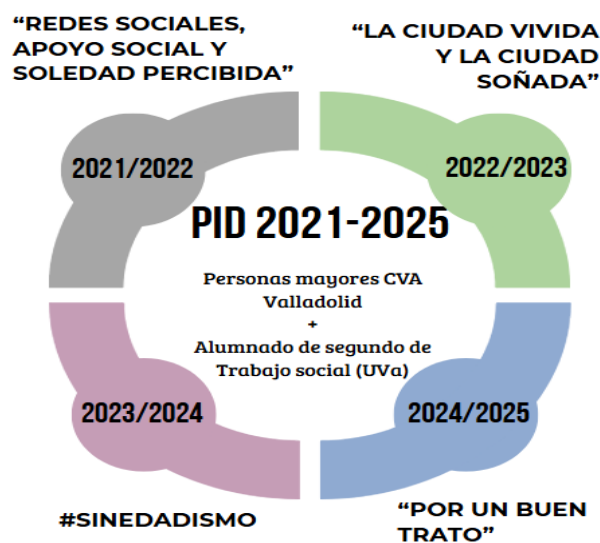 “REDES SOCIALES,
APOYO SOCIAL Y
SOLEDAD PERCIBIDA”
“LA CIUDAD VIVIDA
Y LA CIUDAD
SOÑADA”
2021/2022
2022/2023
PID 2021-2025
Personas mayores CVA
Valladolid
+
Alumnado de segundo de
Trabajo social (UVa)
2023/2024
2024/2025
#SINEDADISMO
“POR UN BUEN
TRATO”